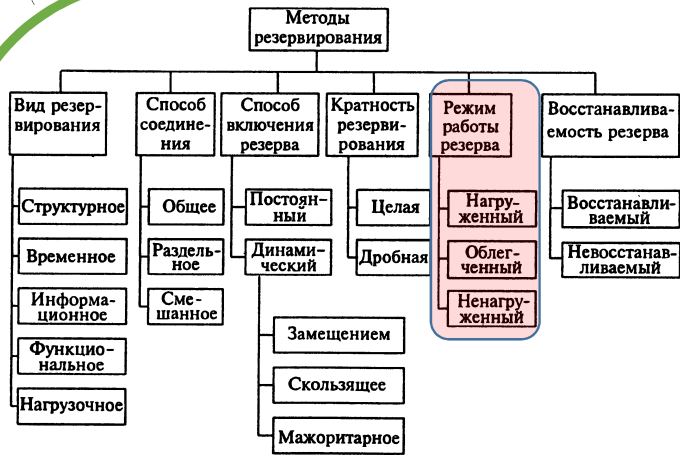 Методы
резервирования
Вид резер-
вирования
Способ
соедине-
ния
Способ
включения
резерва
Кратность
резерви-
рования
Режим
работы
резерва
Восстанавлива-
емость резерва
Структурное
Временное
Информа-
ционное
Функцио-
нальное
Нагрузочное
Общее
Раздель-
ное
Сме-
шанное
Постоян-
ный
Динами-
ческий
Замещением
Скользящее
Мажоритарное
Целая
Дробная
Нагру-
женный
Облег-
ченный
Ненагру-
женный
Восстанавли-
ваемый
Невосстанав-
ливаемый